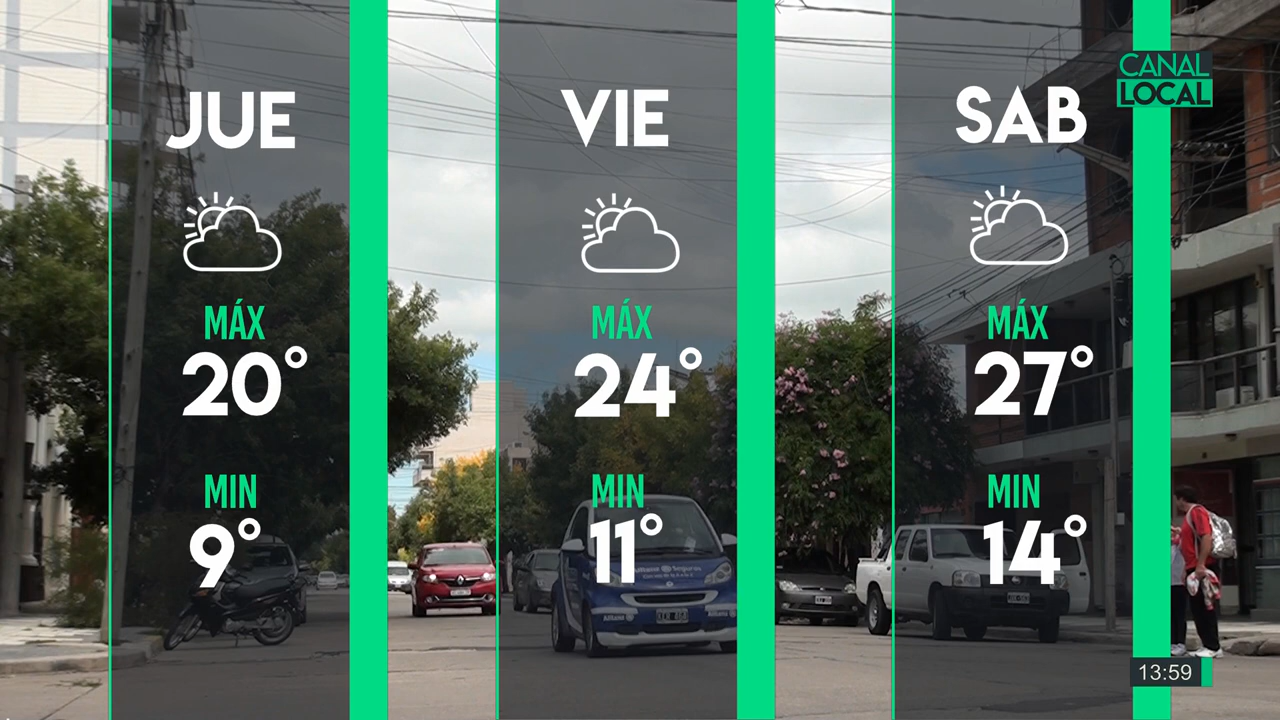 JUE
MÁX
20°
MIN
9°
VIE
MÁX
24°
MIN
11°
SAB
MÁX
27°
MIN
14°
CANAL
LOCAL
13:59